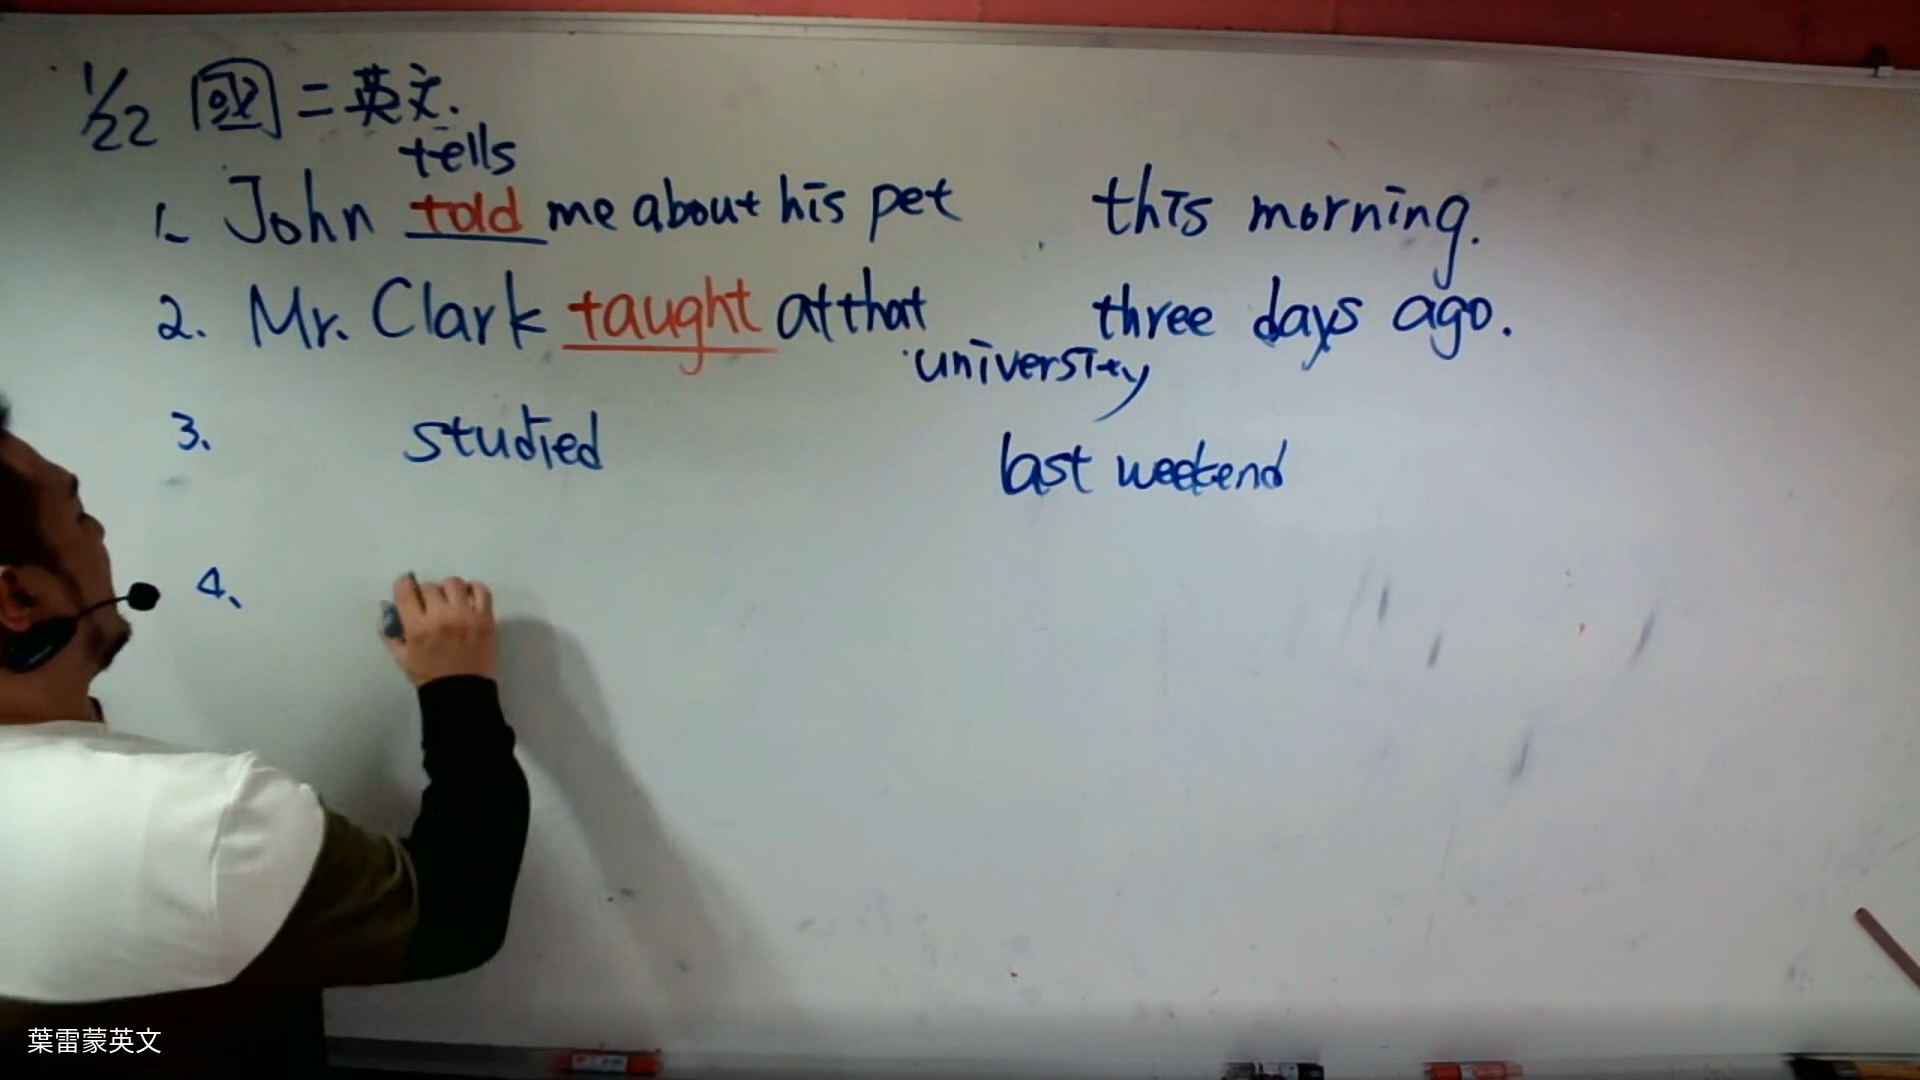 1/22 國二英文.
tells
1. John told me about his pet this morning.
2. Mr. Clark taught at that three days ago.
university
3. studied last weekend
4.
葉雷蒙英文